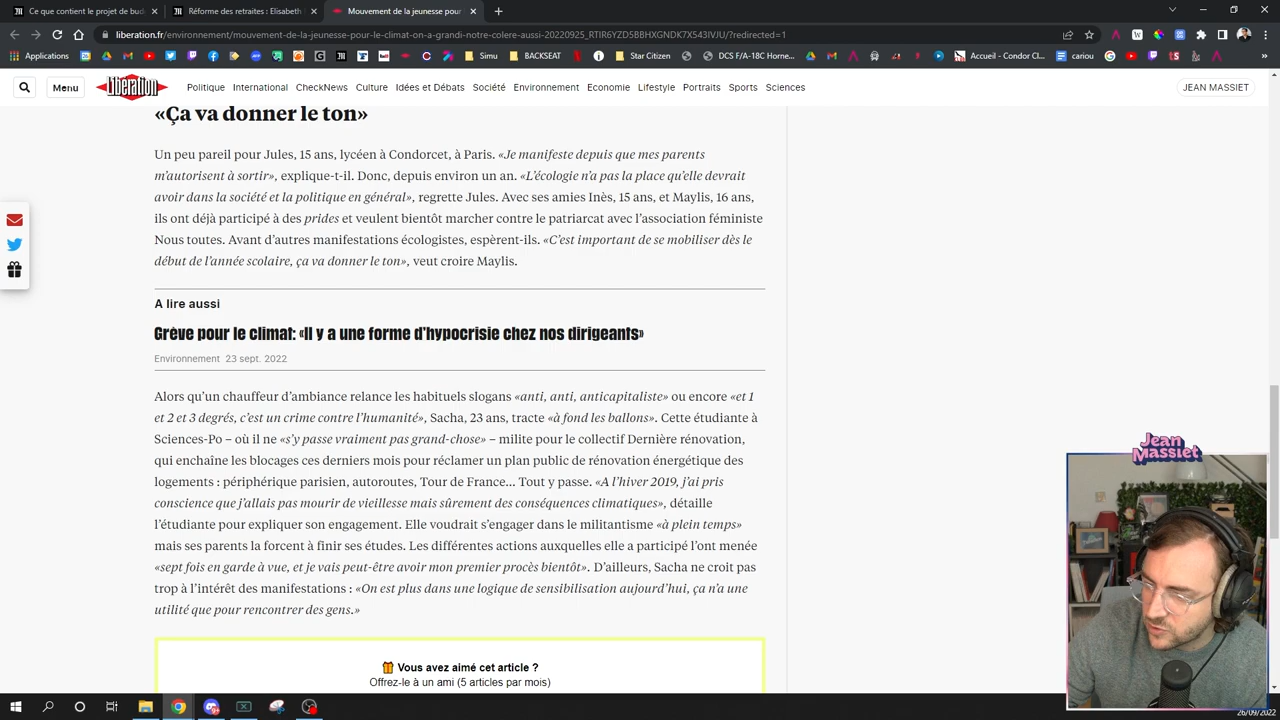 Ce que contient le projet de bud
Réforme des retraites : Elisabeth
Mouvement de la jeunesse pour
liberation.fr/environnement/mouvement-de-la-jeunesse-pour-le-climat-on-a-grandi-notre-colere-aussi-20220925_RTIR6YZD5BBHXGNDK7X543IVJU/?redirected=1
Applications
Star Citizen
BACKSEAT
Star Citizen
DCS F/A-18C Horne...
Accueil - Condor Cl...
cariou
Menu
Libération
Politique International CheckNews Culture Idées et Débats Société Environnement Economie Lifestyle Portraits Sports Sciences
JEAN MASSIET
«Ça va donner le ton»
Un peu pareil pour Jules, 15 ans, lycéen à Condorcet, à Paris. «Je manifeste depuis que mes parents
m’autorisent à sortir», explique-t-il. Donc, depuis environ un an. «L’écologie n’a pas la place qu’elle devrait
avoir dans la société et la politique en général», regrette Jules. Avec ses amies Inès, 15 ans, et Maylis, 16 ans,
ils ont déjà participé à des prides et veulent bientôt marcher contre le patriarcat avec l’association féministe
Nous toutes. Avant d’autres manifestations écologistes, espèrent-ils. «C’est important de se mobiliser dès le
début de l’année scolaire, ça va donner le ton», veut croire Maylis.
A lire aussi
Grève pour le climat: «Il y a une forme d’hypocrisie chez nos dirigeants»
Environnement 23 sept. 2022
Alors qu’un chauffeur d’ambiance relance les habituels slogans «anti, anti, anticapitaliste» ou encore «et 1
et 2 et 3 degrés, c’est un crime contre l’humanité», Sacha, 23 ans, tracte «à fond les ballons». Cette étudiante à
Sciences-Po – où il ne «s’y passe vraiment pas grand-chose» – milite pour le collectif Dernière rénovation,
qui enchaîne les blocages ces derniers mois pour réclamer un plan public de rénovation énergétique des
logements : périphérique parisien, autoroutes, Tour de France… Tout y passe. «A l’hiver 2019, j’ai pris
conscience que j’allais pas mourir de vieillesse mais sûrement des conséquences climatiques», détaille
l’étudiante pour expliquer son engagement. Elle voudrait s’engager dans le militantisme «à plein temps»
mais ses parents la forcent à finir ses études. Les différentes actions auxquelles elle a participé l’ont menée
«sept fois en garde à vue, et je vais peut-être avoir mon premier procès bientôt». D’ailleurs, Sacha ne croit pas
trop à l’intérêt des manifestations : «On est plus dans une logique de sensibilisation aujourd’hui, ça n’a une
utilité que pour rencontrer des gens.»
Vous avez aimé cet article ?
Offrez-le à un ami (5 articles par mois)
Jean
Massiet
26/09/2022